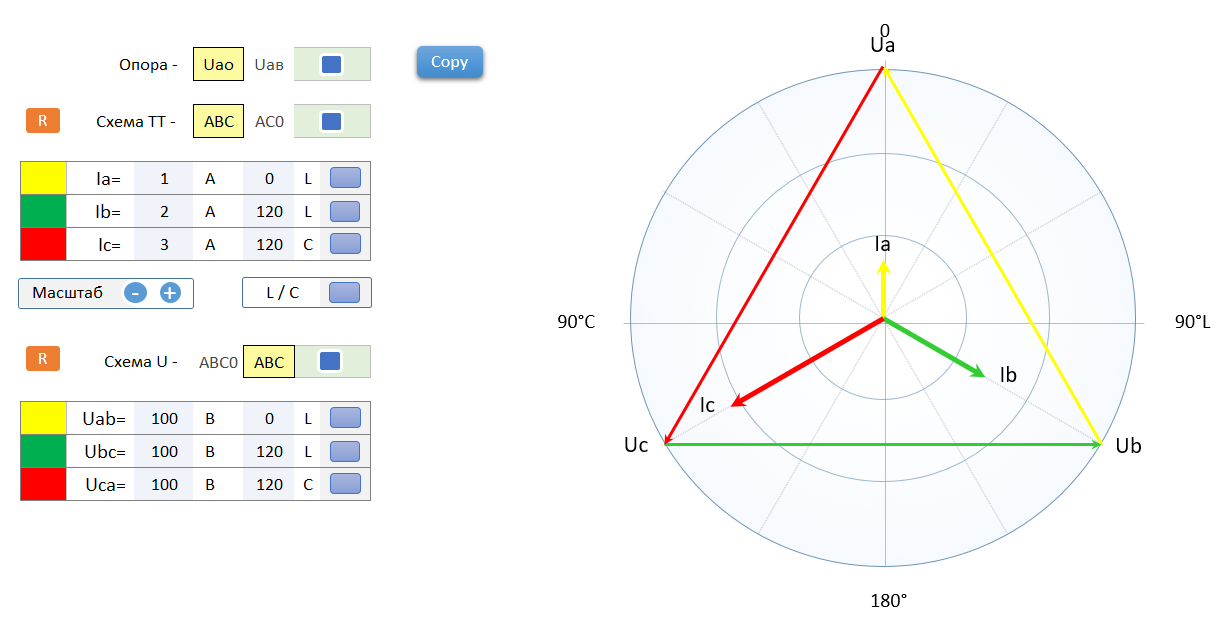 Опора - Uao Uaв
Copy
R Схема ТТ - ABC AC0
Ia= 1 A 0 L
Ib= 2 A 120 L
Ic= 3 A 120 C
Масштаб - +
L / C
R Схема U - ABC0 ABC
Uab= 100 В 0 L
Ubc= 100 В 120 L
Uca= 100 В 120 C
0
Ua
Ia
90°C
90°L
Ib
Ic
Uc
Ub
180°